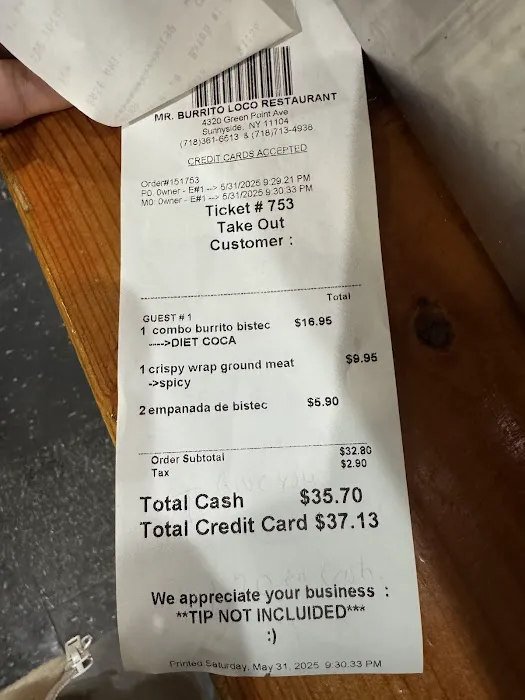 MR. BURRITO LOCO RESTAURANT
4320 Green Point Ave
Sunnyside, NY 11104
(718)361-6513 & (718)713-4938
CREDIT CARDS ACCEPTED
Order#151753
PO: Owner - E#1 --> 5/31/2025 9:29:21 PM
MO: Owner - E#1 --> 5/31/2025 9:30:33 PM
Ticket # 753
Take Out
Customer :
Total
GUEST # 1
1 combo burrito bistec $16.95
---->DIET COCA
1 crispy wrap ground meat $9.95
->spicy
2 empanada de bistec $5.90
Order Subtotal $32.80
Tax $2.90
Total Cash $35.70
Total Credit Card $37.13
We appreciate your business :
**TIP NOT INCLUIDED***
:)
Printed Saturday, May 31, 2025 9:30:33 PM